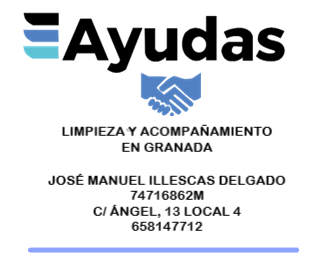 Ayudas
LIMPIEZA Y ACOMPAÑAMIENTO
EN GRANADA
JOSÉ MANUEL ILLESCAS DELGADO
74716862M
C/ ÁNGEL, 13 LOCAL 4
658147712